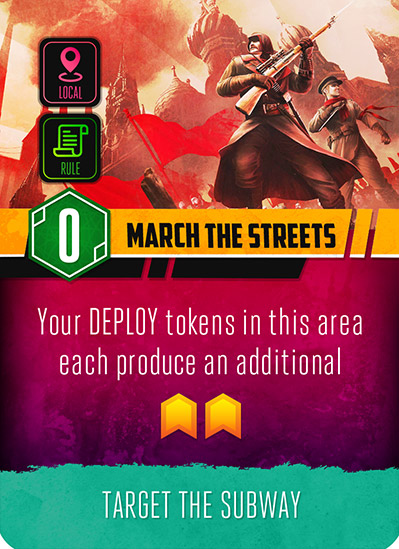 LOCAL
RULE
0
MARCH THE STREETS
Your DEPLOY tokens in this area
each produce an additional
TARGET THE SUBWAY